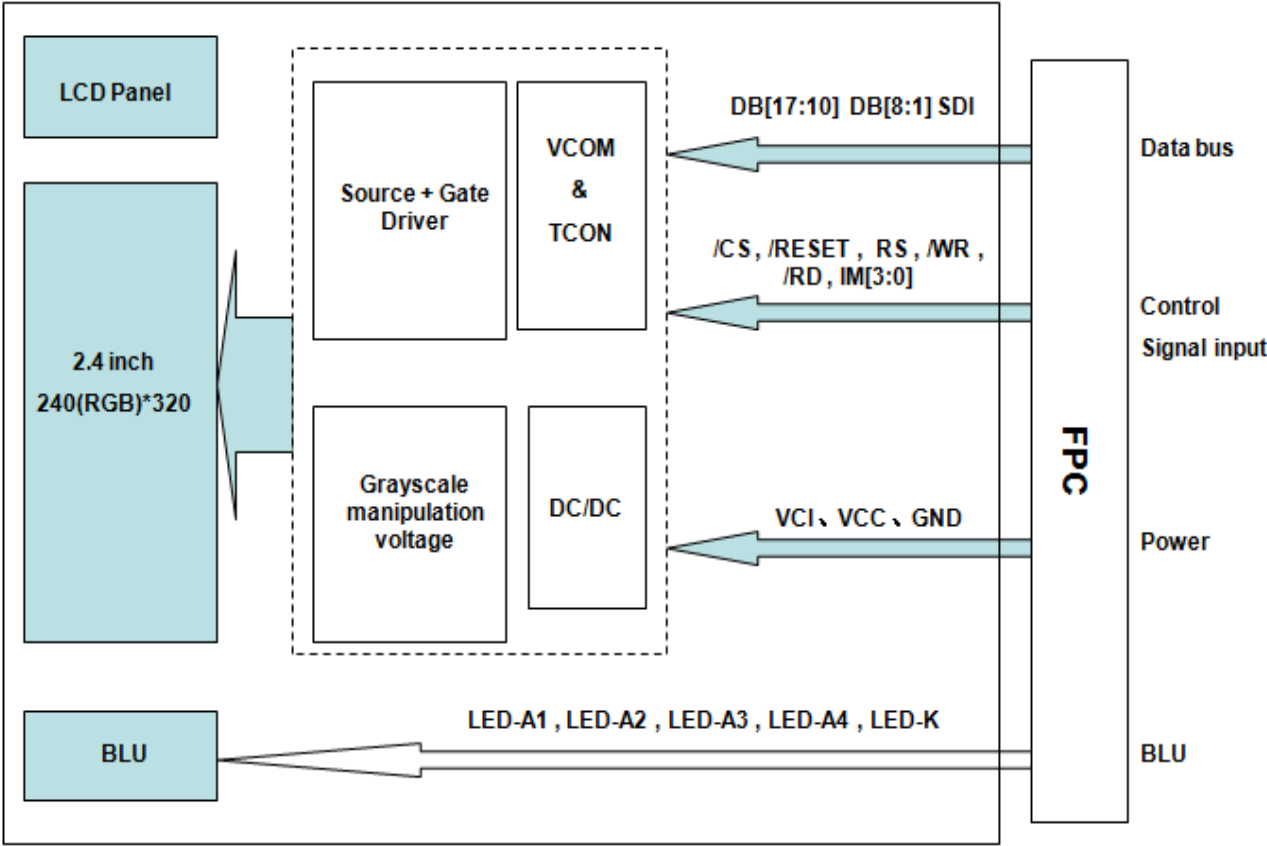 LCD Panel
2.4 inch
240(RGB)*320
BLU
Source + Gate
Driver
VCOM
&
TCON
Grayscale
manipulation
voltage
DC/DC
DB[17:10] DB[8:1] SDI
/CS , /RESET , RS , /WR ,
/RD , IM[3:0]
VCI、VCC、GND
LED-A1 , LED-A2 , LED-A3 , LED-A4 , LED-K
FPC
Data bus
Control
Signal input
Power
BLU